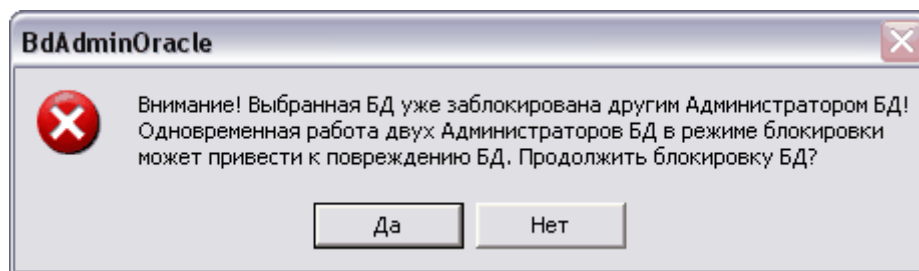 BdAdminOracle
Внимание! Выбранная БД уже заблокирована другим Администратором БД!
Одновременная работа двух Администраторов БД в режиме блокировки
может привести к повреждению БД. Продолжить блокировку БД?
Да
Нет